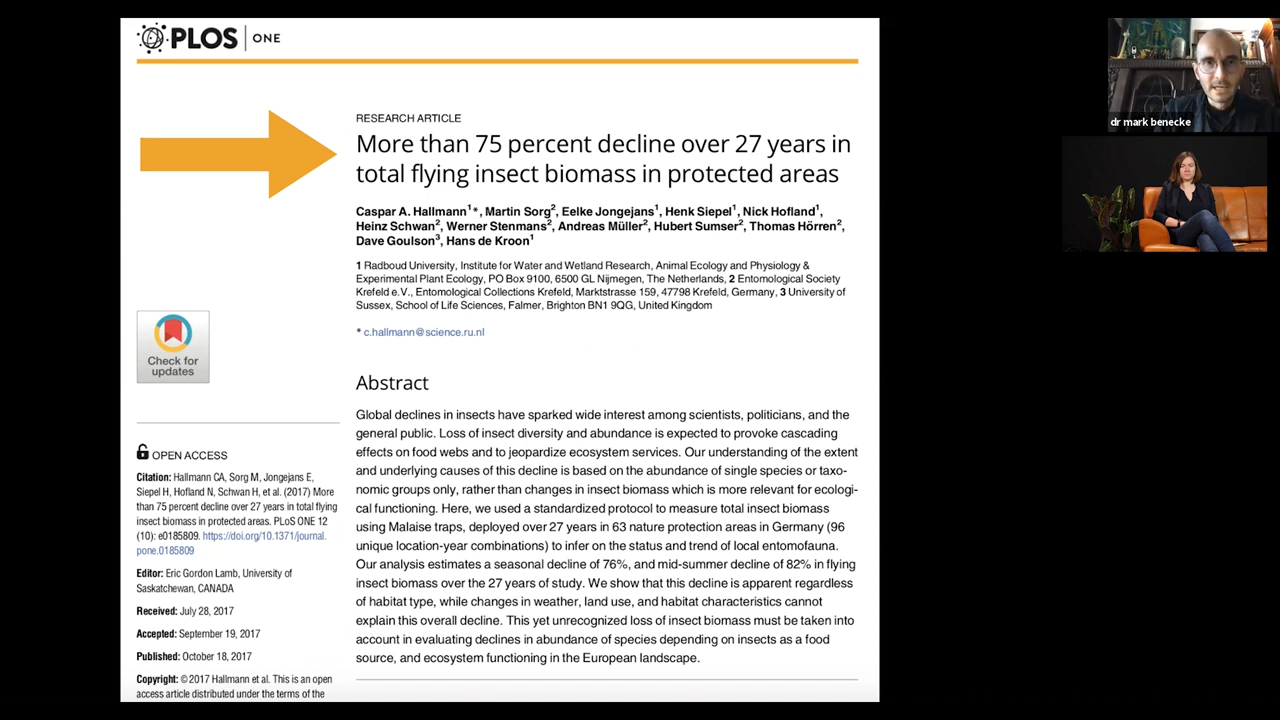 PLOS ONE
RESEARCH ARTICLE
More than 75 percent decline over 27 years in
total flying insect biomass in protected areas
Caspar A. Hallmann1*, Martin Sorg2, Eelke Jongejans1, Henk Siepel1, Nick Hofland1,
Heinz Schwan2, Werner Stenmans2, Andreas Müller2, Hubert Sumser2, Thomas Hörren2,
Dave Goulson3, Hans de Kroon1
1 Radboud University, Institute for Water and Wetland Research, Animal Ecology and Physiology &
Experimental Plant Ecology, PO Box 9100, 6500 GL Nijmegen, The Netherlands, 2 Entomological Society
Krefeld e.V., Entomological Collections Krefeld, Marktstrasse 159, 47798 Krefeld, Germany, 3 University of
Sussex, School of Life Sciences, Falmer, Brighton BN1 9QG, United Kingdom
* c.hallmann@science.ru.nl
Check for
updates
Abstract
Global declines in insects have sparked wide interest among scientists, politicians, and the
general public. Loss of insect diversity and abundance is expected to provoke cascading
effects on food webs and to jeopardize ecosystem services. Our understanding of the extent
and underlying causes of this decline is based on the abundance of single species or taxo-
nomic groups only, rather than changes in insect biomass which is more relevant for ecologi-
cal functioning. Here, we used a standardized protocol to measure total insect biomass
using Malaise traps, deployed over 27 years in 63 nature protection areas in Germany (96
unique location-year combinations) to infer on the status and trend of local entomofauna.
Our analysis estimates a seasonal decline of 76%, and mid-summer decline of 82% in flying
insect biomass over the 27 years of study. We show that this decline is apparent regardless
of habitat type, while changes in weather, land use, and habitat characteristics cannot
explain this overall decline. This yet unrecognized loss of insect biomass must be taken into
account in evaluating declines in abundance of species depending on insects as a food
source, and ecosystem functioning in the European landscape.
OPEN ACCESS
Citation: Hallmann CA, Sorg M, Jongejans E,
Siepel H, Hofland N, Schwan H, et al. (2017) More
than 75 percent decline over 27 years in total flying
insect biomass in protected areas. PLoS ONE 12
(10): e0185809. https://doi.org/10.1371/journal.
pone.0185809
Editor: Eric Gordon Lamb, University of
Saskatchewan, CANADA
Received: July 28, 2017
Accepted: September 19, 2017
Published: October 18, 2017
Copyright: © 2017 Hallmann et al. This is an open
access article distributed under the terms of the
dr mark benecke